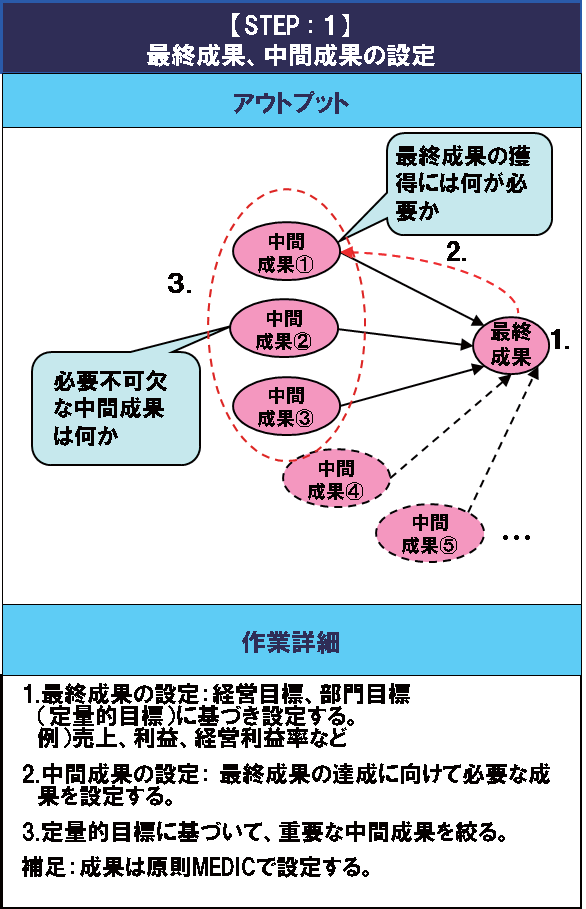 【STEP：１】
最終成果、中間成果の設定
アウトプット
最終成果の獲
得には何が必
要か
中間
成果①
2.
3.
中間
成果②
最終
成果
1.
必要不可欠
な中間成果
は何か
中間
成果③
中間
成果④
中間
成果⑤
…
作業詳細
1.最終成果の設定：経営目標、部門目標
（定量的目標）に基づき設定する。
例）売上、利益、経営利益率など
2.中間成果の設定： 最終成果の達成に向けて必要な成
果を設定する。
3.定量的目標に基づいて、重要な中間成果を絞る。
補足：成果は原則MEDICで設定する。